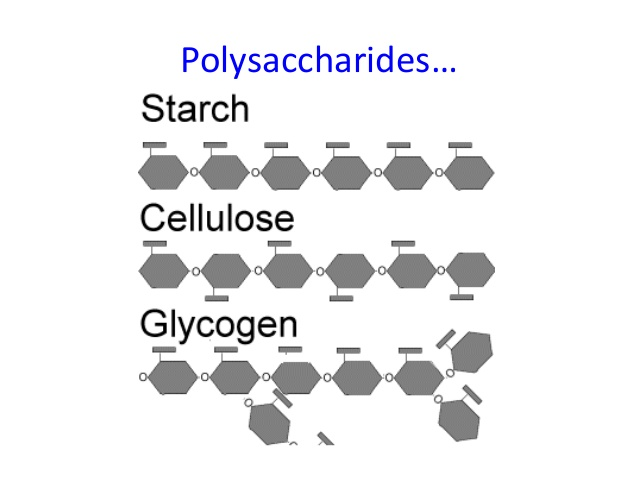 Polysaccharides…
Starch
O O O O O
Cellulose
O O O O O
Glycogen
O O O O O O
O O
O